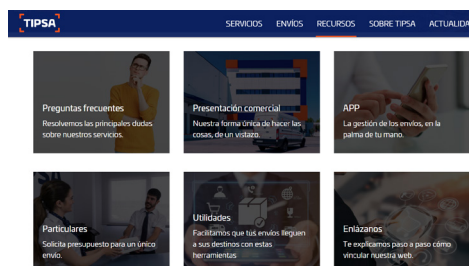 TIPSA
SERVICIOS ENVÍOS RECURSOS SOBRE TIPSA ACTUALIDA
Preguntas frecuentes
Resolvemos las principales dudas
sobre nuestros servicios.
Presentación comercial
Nuestra forma única de hacer las
cosas, de un vistazo.
APP
La gestión de los envíos, en la
palma de tu mano.
Particulares
Solicita presupuesto para un único
envío.
Utilidades
Facilitamos que tus envíos lleguen
a sus destinos con estas
herramientas
Enlázanos
Te explicamos paso a paso cómo
vincular nuestra web.